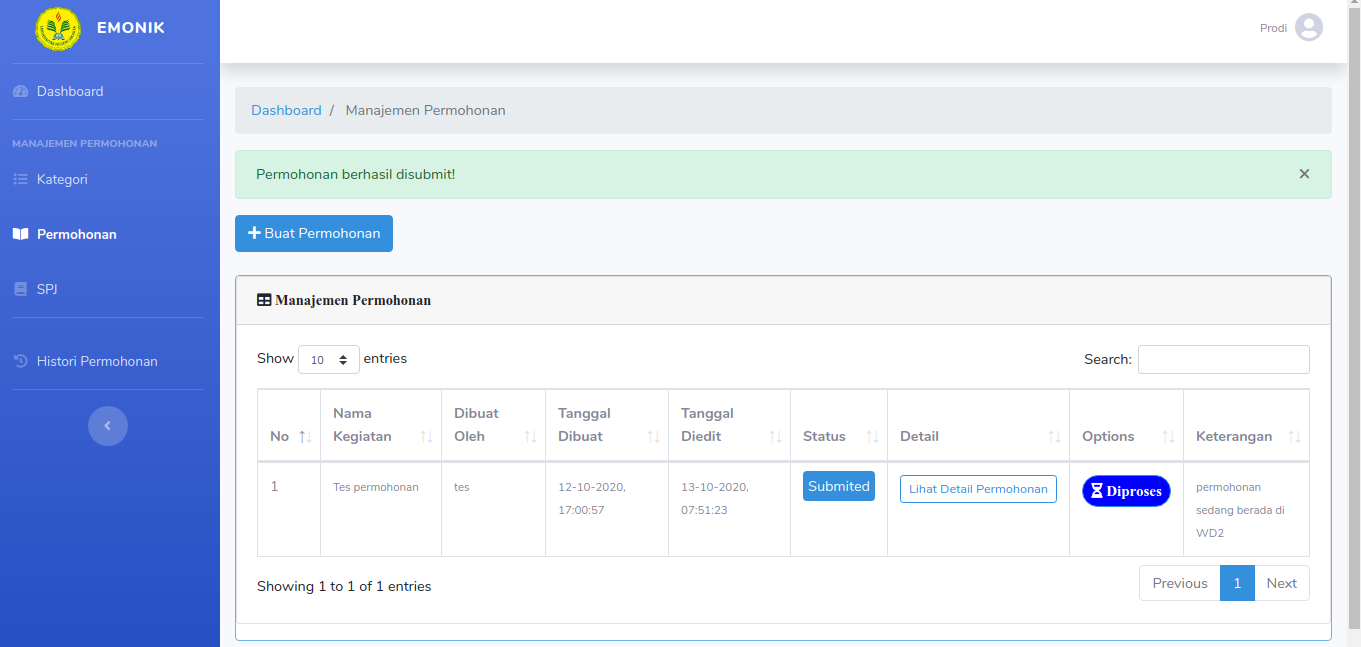 EMONIK
Prodi
Dashboard
MANAJEMEN PERMOHONAN
Kategori
Permohonan
SPJ
Histori Permohonan
Dashboard / Manajemen Permohonan
Permohonan berhasil disubmit!
Buat Permohonan
Manajemen Permohonan
Show 10 entries
Search:
No
Nama
Kegiatan
Dibuat
Oleh
Tanggal
Dibuat
Tanggal
Diedit
Status
Detail
Options
Keterangan
1
Tes permohonan
tes
12-10-2020,
17:00:57
13-10-2020,
07:51:23
Submited
Lihat Detail Permohonan
Diproses
permohonan
sedang berada di
WD2
Showing 1 to 1 of 1 entries
Previous 1 Next